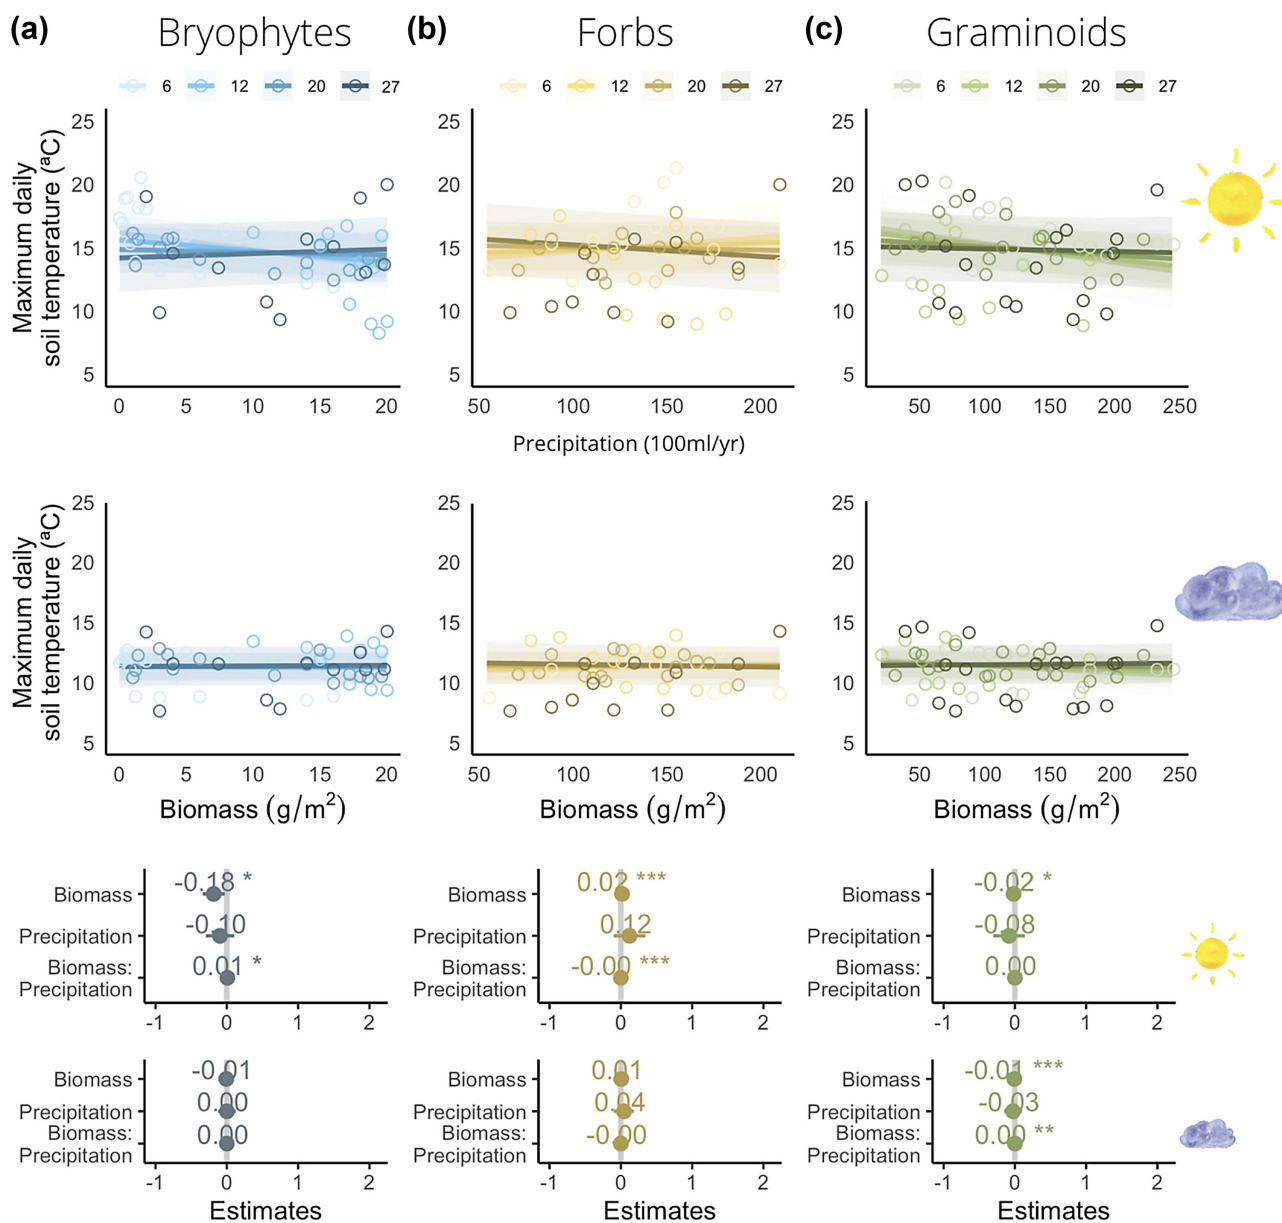 (a) Bryophytes (b) Forbs (c) Graminoids
6 12 20 27 6 12 20 27 6 12 20 27
Maximum daily
soil temperature (ªC)
25 25 25
20 20 20
15 15 15
10 10 10
5 5 5
0 5 10 15 20 50 100 150 200 50 100 150 200 250
Precipitation (100ml/yr)
Maximum daily
soil temperature (ªC)
25 25 25
20 20 20
15 15 15
10 10 10
5 5 5
0 5 10 15 20 50 100 150 200 50 100 150 200 250
Biomass (g/m²) Biomass (g/m²) Biomass (g/m²)
Biomass -0.18 * Biomass 0.02 *** Biomass -0.02 *
Precipitation -0.10 Precipitation 0.12 Precipitation -0.08
Biomass: 0.01 * Biomass: -0.00 *** Biomass: 0.00
Precipitation Precipitation Precipitation
-1 0 1 2 -1 0 1 2 -1 0 1 2
Biomass -0.01 Biomass 0.01 Biomass -0.01 ***
Precipitation 0.00 Precipitation 0.04 Precipitation -0.03
Biomass: 0.00 Biomass: -0.00 Biomass: 0.00 **
Precipitation Precipitation Precipitation
-1 0 1 2 -1 0 1 2 -1 0 1 2
Estimates Estimates Estimates